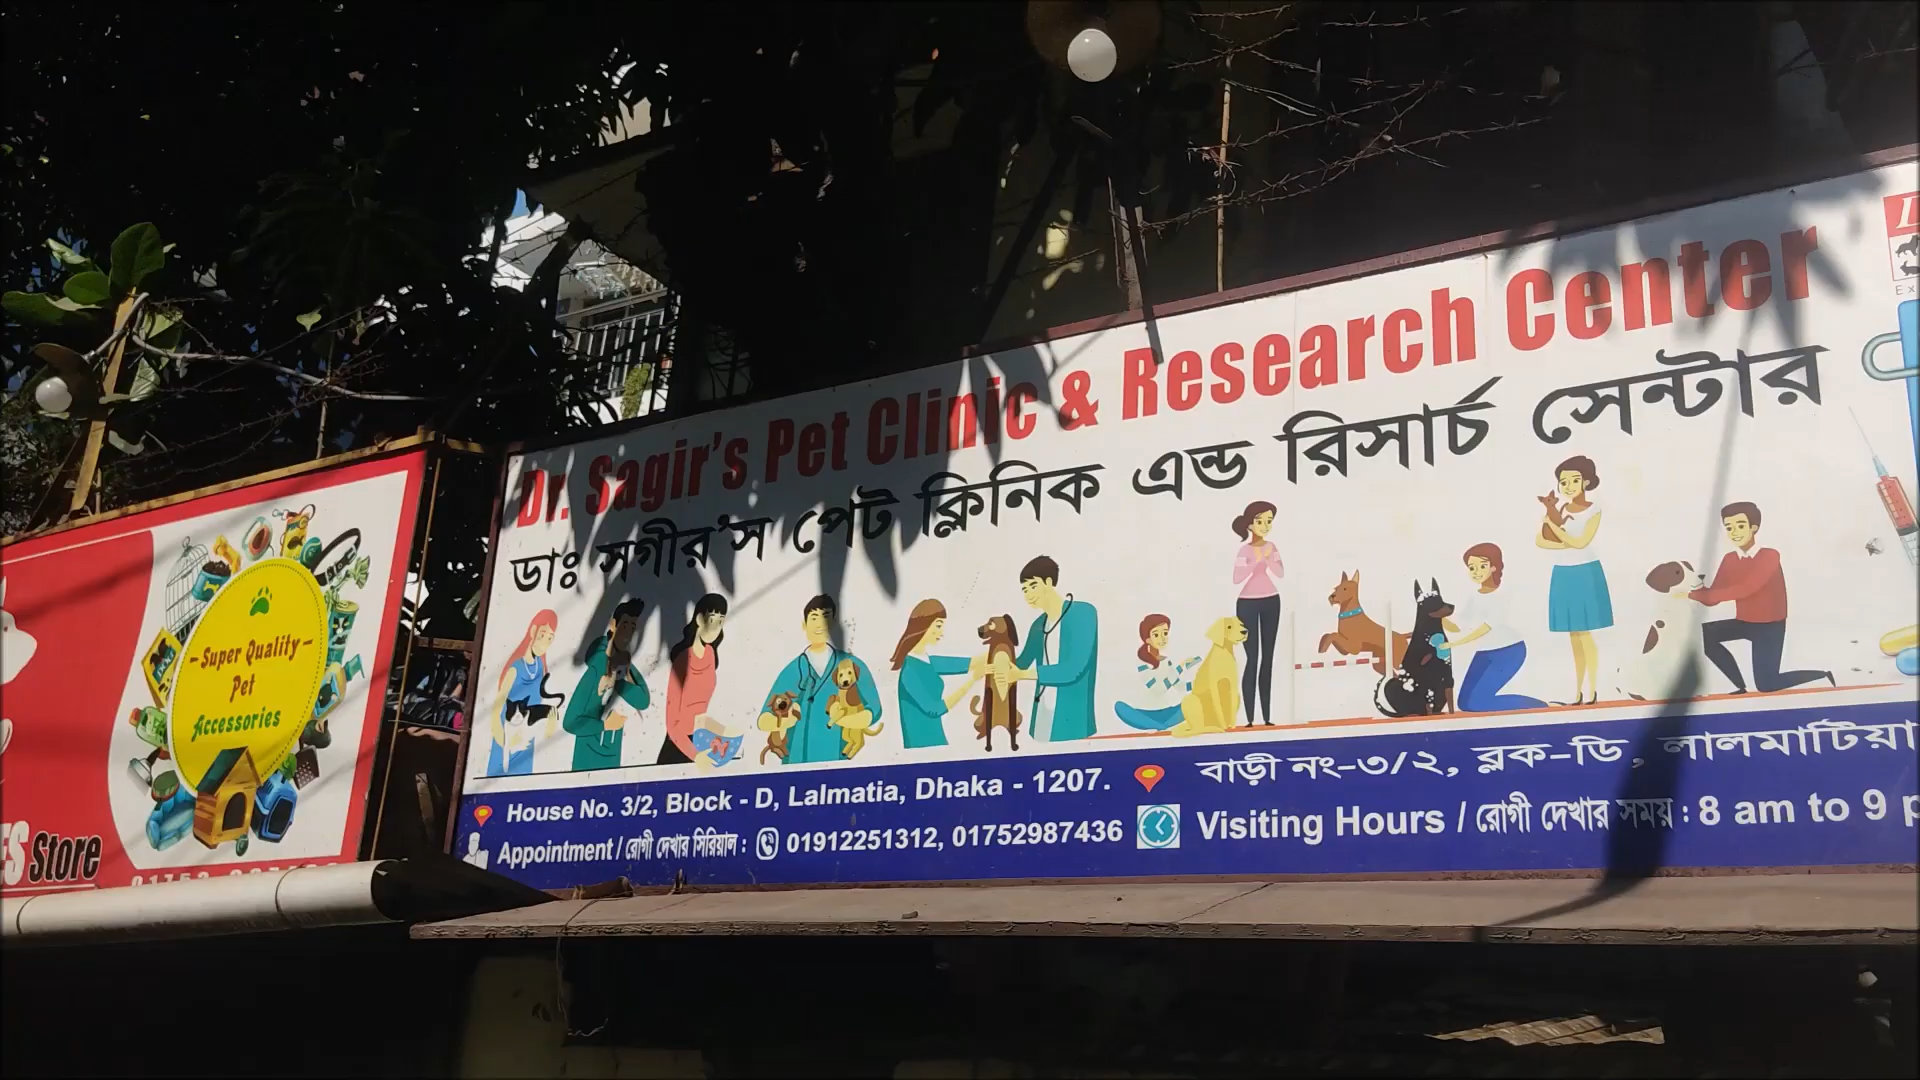 Dr. Sagir's Pet Clinic & Research Center
ডাঃ সগীর'স পেট ক্লিনিক এন্ড রিসার্চ সেন্টার
House No. 3/2, Block - D, Lalmatia, Dhaka - 1207.
বাড়ী নং-৩/২, ব্লক-ডি, লালমাটিয়া
Appointment / রোগী দেখার সিরিয়াল : 01912251312, 01752987436
Visiting Hours / রোগী দেখার সময় : 8 am to 9 p
- Super Quality -
Pet
Accessories
Store